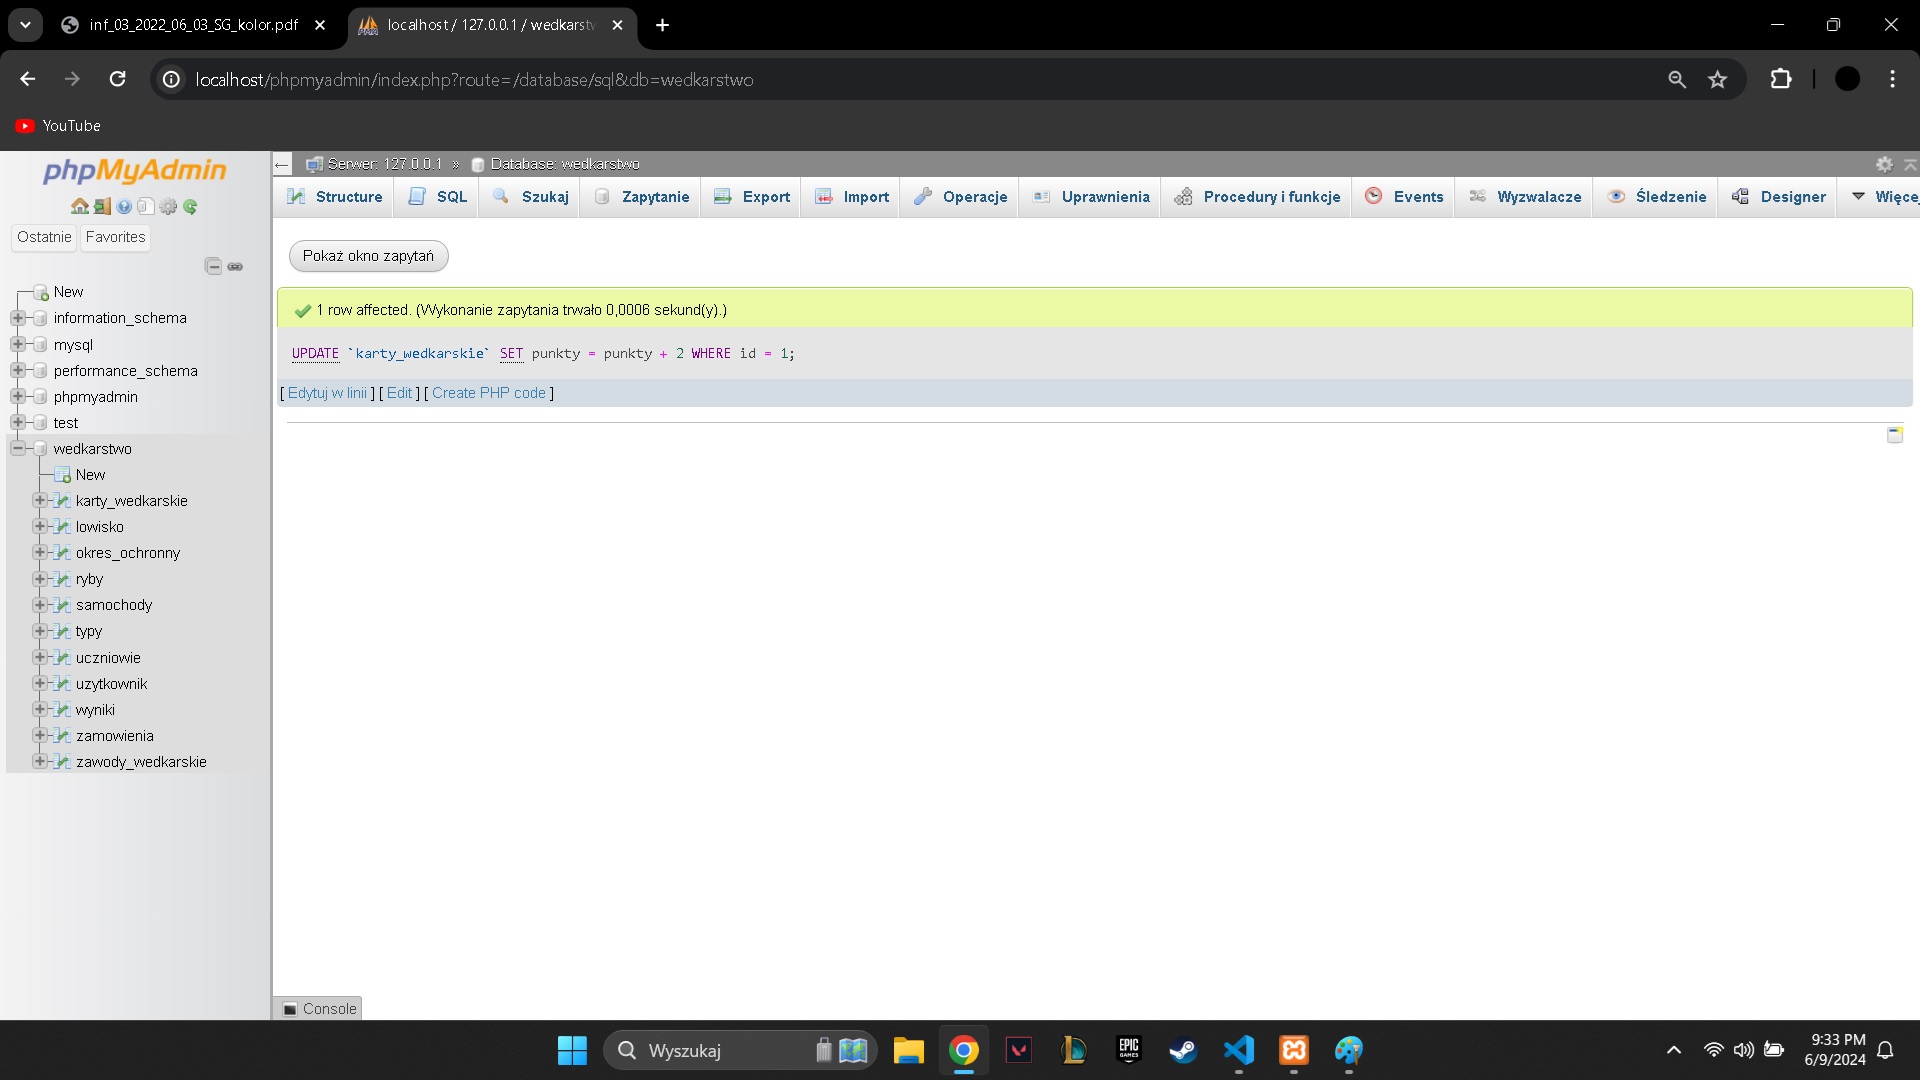 inf_03_2022_06_03_SG_kolor.pdf
localhost / 127.0.0.1 / wedkarstw
localhost/phpmyadmin/index.php?route=/database/sql&db=wedkarstwo
YouTube
phpMyAdmin
Ostatnie Favorites
New
information_schema
mysql
performance_schema
phpmyadmin
test
wedkarstwo
New
karty_wedkarskie
lowisko
okres_ochronny
ryby
samochody
typy
uczniowie
uzytkownik
wyniki
zamowienia
zawody_wedkarskie
← Serwer: 127.0.0.1 » Database: wedkarstwo
Structure SQL Szukaj Zapytanie Export Import Operacje Uprawnienia Procedury i funkcje Events Wyzwalacze Śledzenie Designer Więcej
Pokaż okno zapytań
1 row affected. (Wykonanie zapytania trwało 0,0006 sekund(y).)
UPDATE `karty_wedkarskie` SET punkty = punkty + 2 WHERE id = 1;
[ Edytuj w linii ] [ Edit ] [ Create PHP code ]
Console
Wyszukaj
EPIC GAMES
9:33 PM
6/9/2024